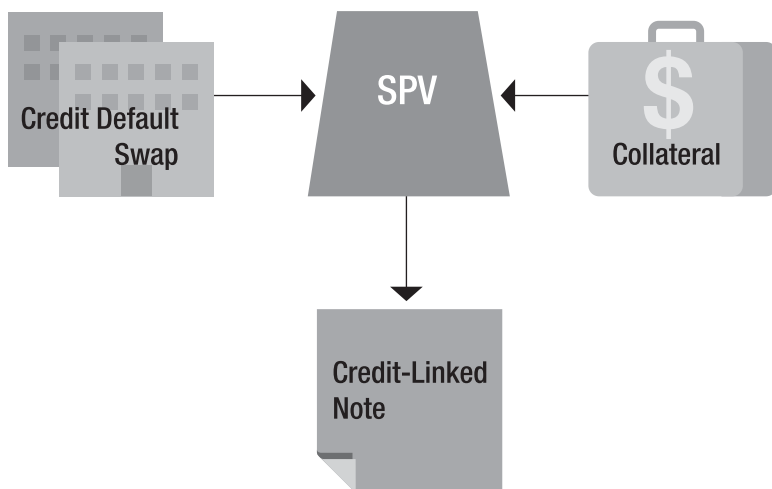 Credit Default
Swap
SPV
$
Collateral
Credit-Linked
Note